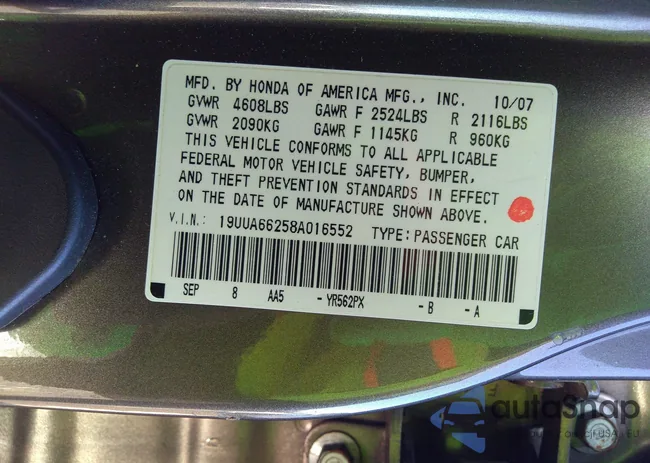 MFD. BY HONDA OF AMERICA MFG., INC. 10/07
GVWR 4608LBS GAWR F 2524LBS R 2116LBS
GVWR 2090KG GAWR F 1145KG R 960KG
THIS VEHICLE CONFORMS TO ALL APPLICABLE
FEDERAL MOTOR VEHICLE SAFETY, BUMPER,
AND THEFT PREVENTION STANDARDS IN EFFECT
ON THE DATE OF MANUFACTURE SHOWN ABOVE.
V.I.N.: 19UUA66258A016552 TYPE:PASSENGER CAR
SEP 8 AA5 -YR562PX -B -A
autoSnap